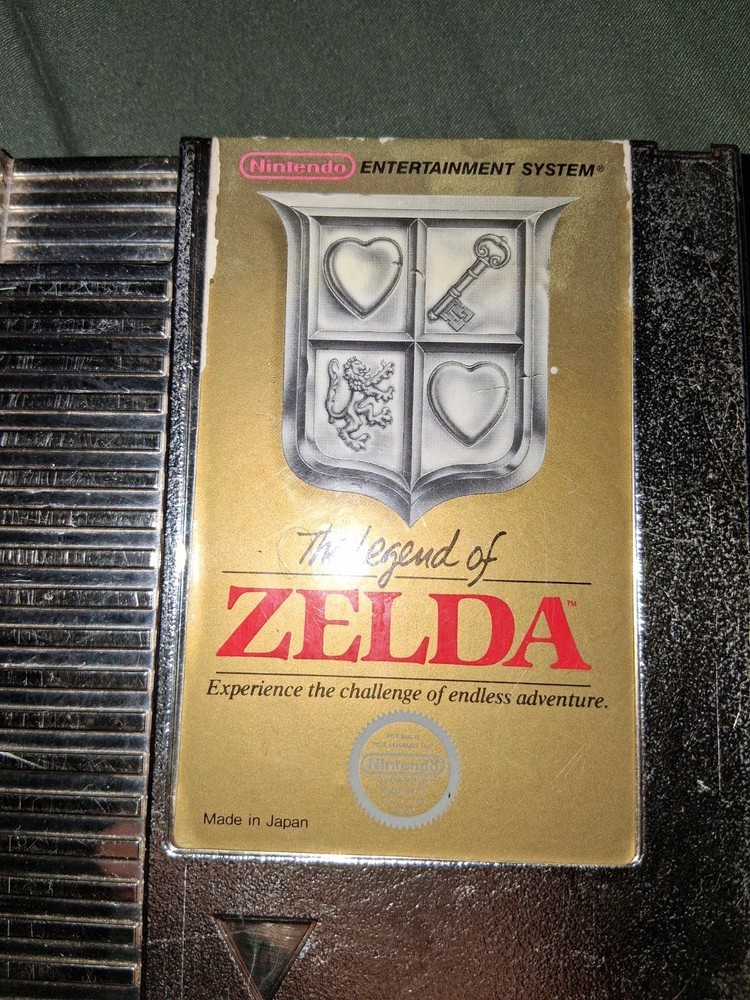 Nintendo ENTERTAINMENT SYSTEM®
The Legend of
ZELDA™
Experience the challenge of endless adventure.
Nintendo
Made in Japan